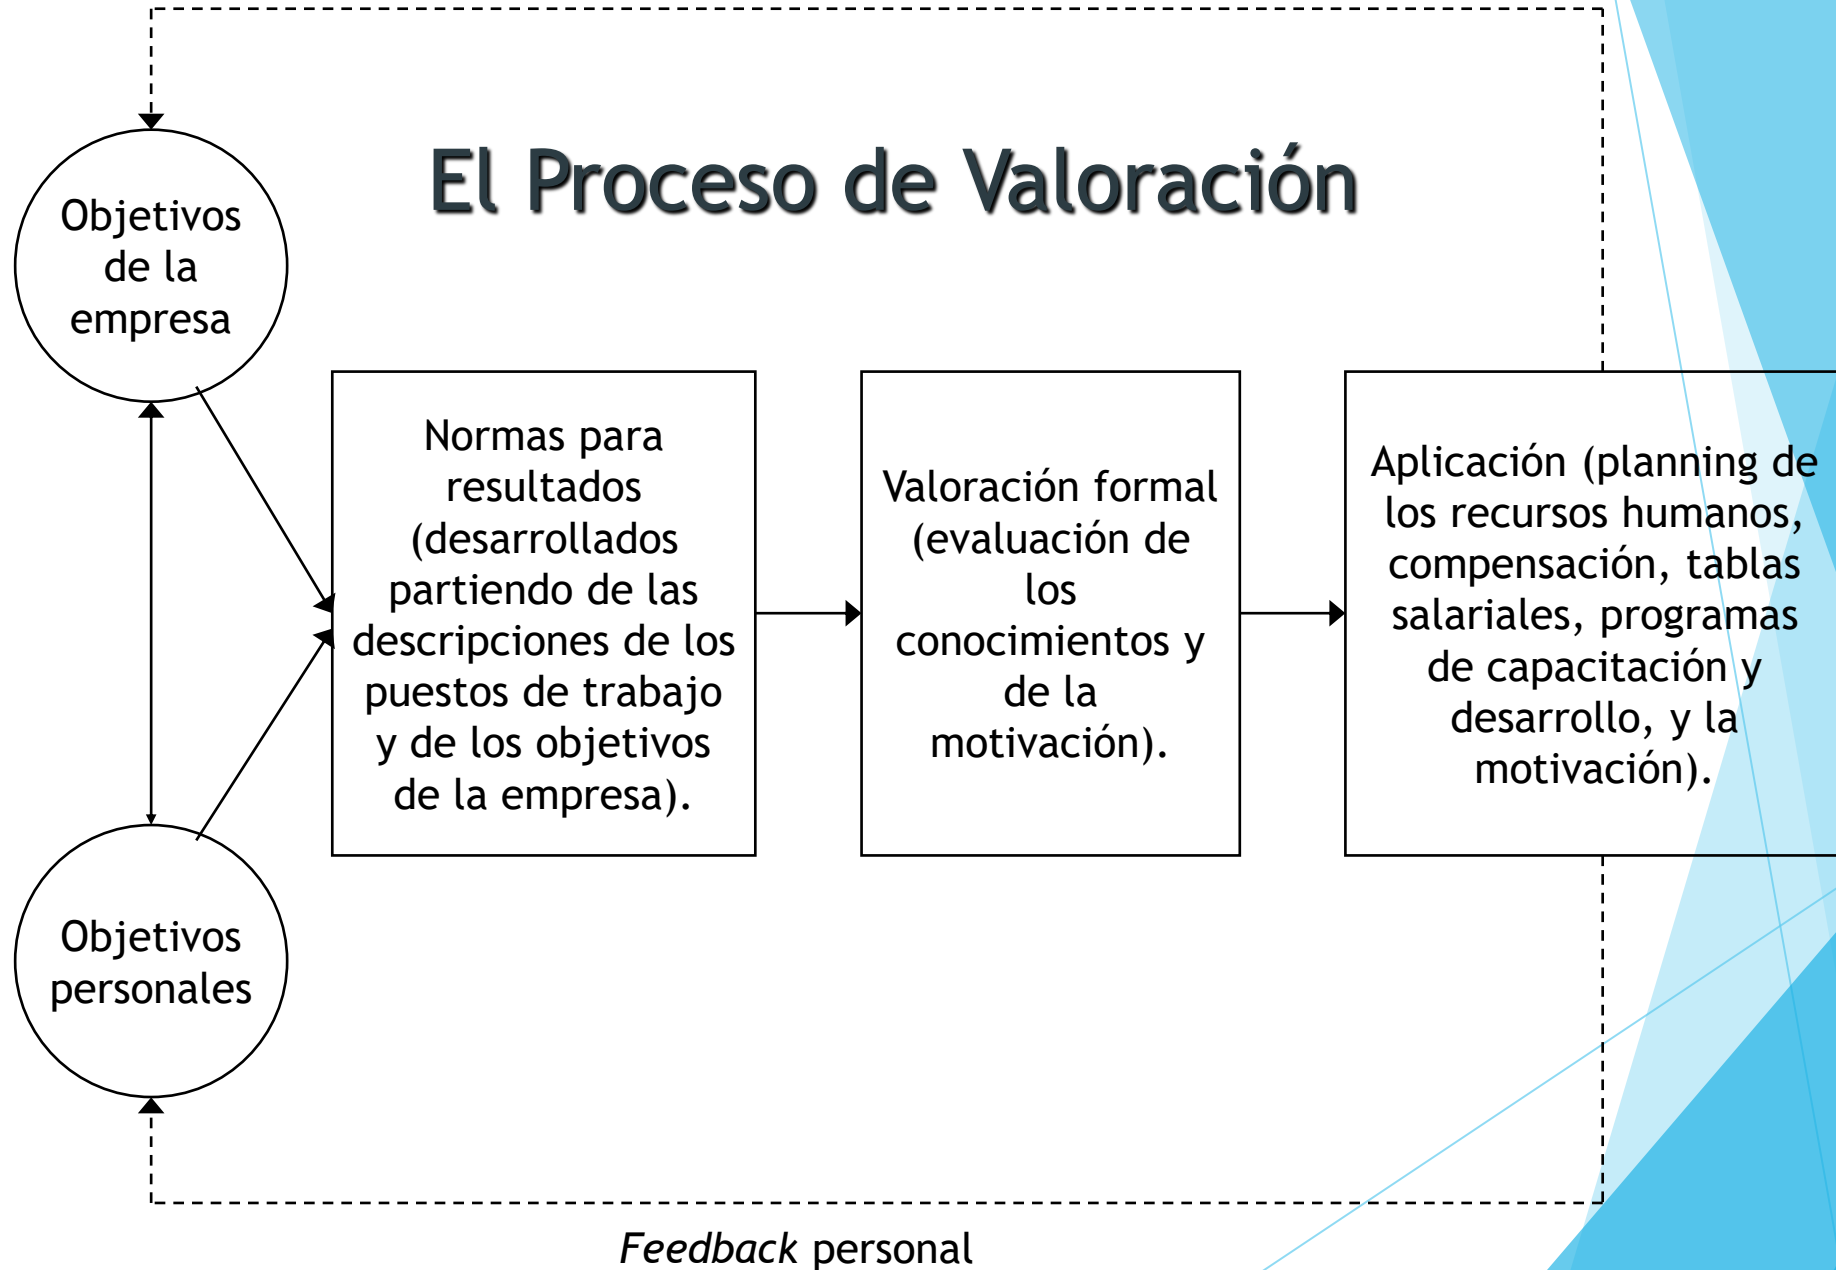 El Proceso de Valoración
Objetivos
de la
empresa
Normas para
resultados
(desarrollados
partiendo de las
descripciones de los
puestos de trabajo
y de los objetivos
de la empresa).
Valoración formal
(evaluación de
los
conocimientos y
de la
motivación).
Aplicación (planning de
los recursos humanos,
compensación, tablas
salariales, programas
de capacitación y
desarrollo, y la
motivación).
Objetivos
personales
Feedback personal